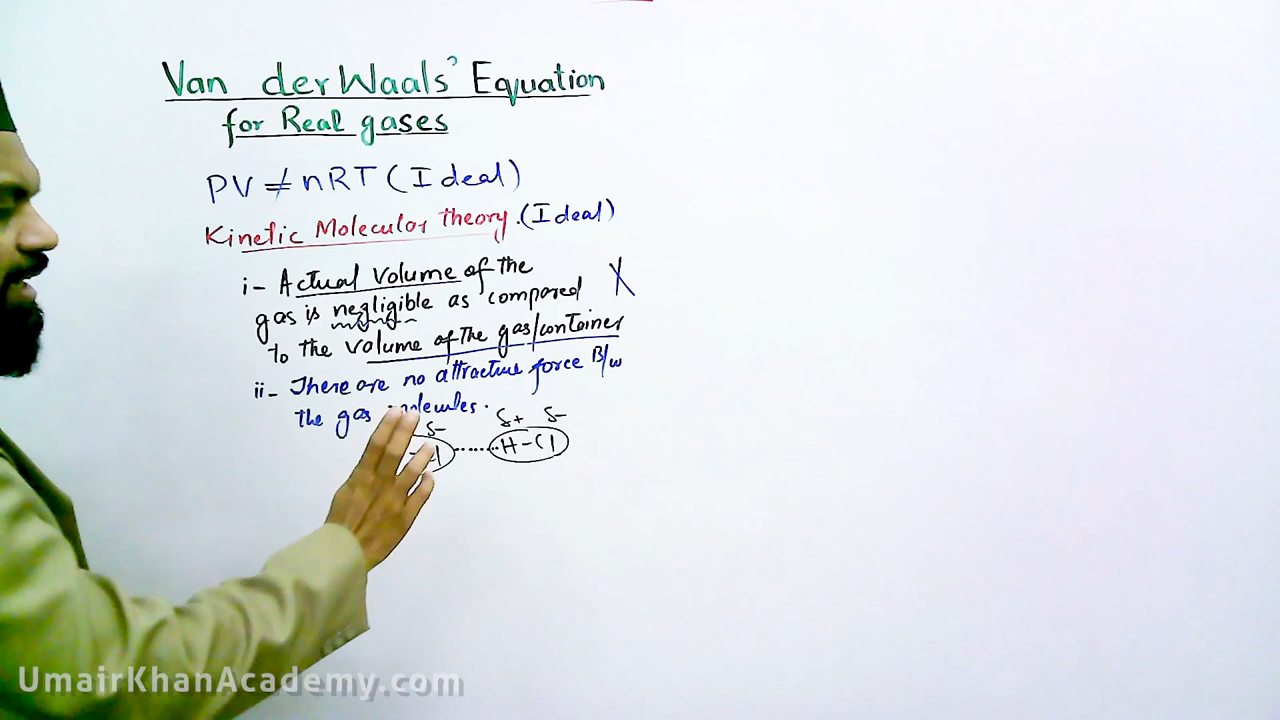 Van der Waals' Equation
for Real gases
PV ≠ nRT (Ideal)
Kinetic Molecular Theory. (Ideal)
i- Actual Volume of the
gas is negligible as compared X
to the volume of the gas/container
ii- There are no attractive force B/w
the gas molecules.
δ- δ+ δ-
-Cl ...... H-Cl
UmairKhanAcademy.com